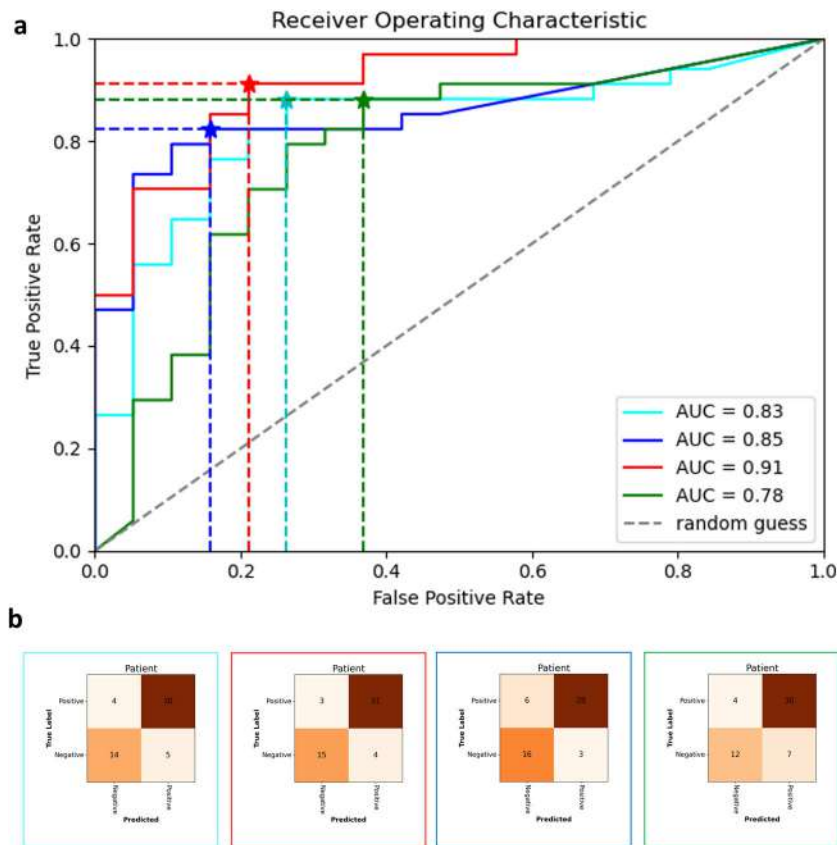 a
Receiver Operating Characteristic
1.0
0.8
0.6
0.4
0.2
0.0
True Positive Rate
0.0 0.2 0.4 0.6 0.8 1.0
False Positive Rate
AUC = 0.83
AUC = 0.85
AUC = 0.91
AUC = 0.78
random guess
b
Patient
True Label
Positive
Negative
4 30
14 5
Negative
Positive
Predicted
Patient
True Label
Positive
Negative
3 31
15 4
Negative
Positive
Predicted
Patient
True Label
Positive
Negative
6 28
16 3
Negative
Positive
Predicted
Patient
True Label
Positive
Negative
4 30
12 7
Negative
Positive
Predicted